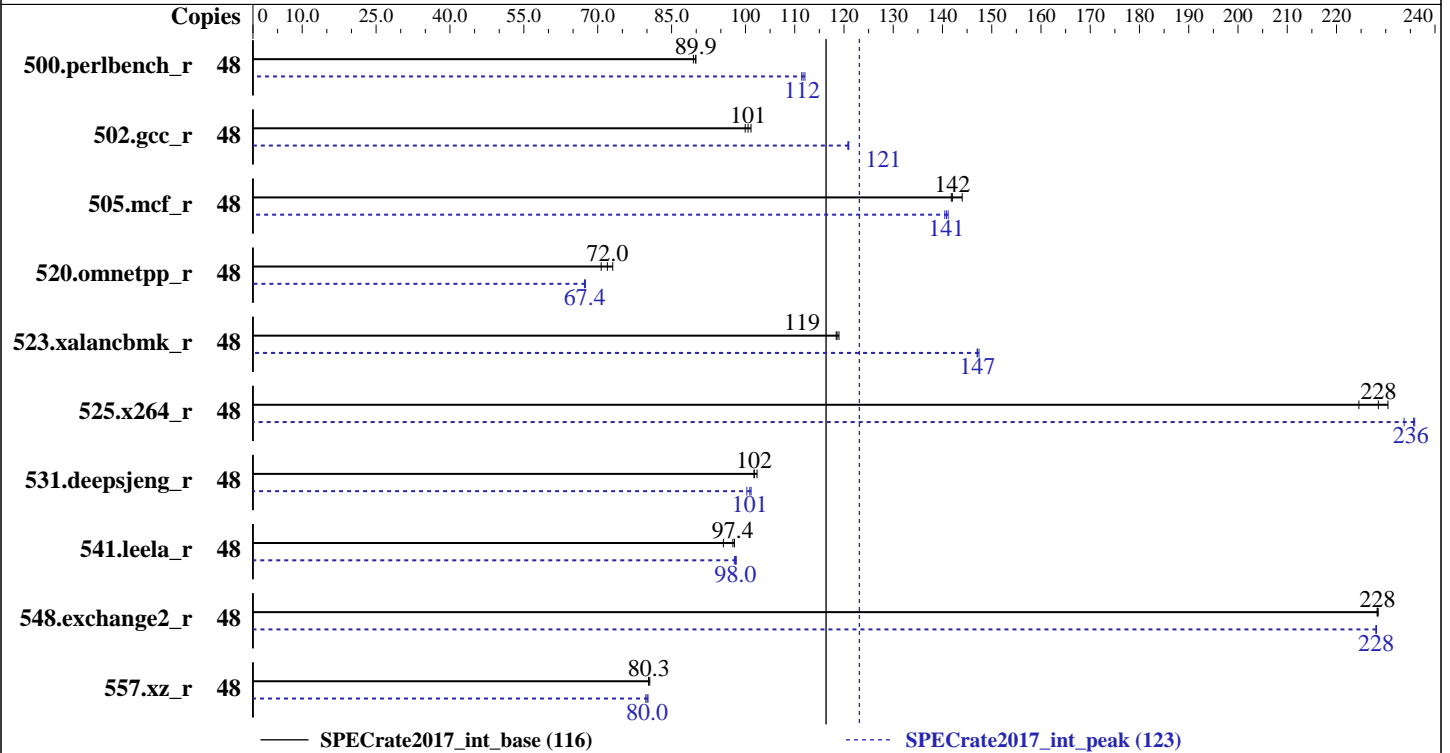 Copies 0 10.0 25.0 40.0 55.0 70.0 85.0 100 110 120 130 140 150 160 170 180 190 200 210 220 240
500.perlbench_r 48 89.9
112
502.gcc_r 48 101
121
505.mcf_r 48 142
141
520.omnetpp_r 48 72.0
67.4
523.xalancbmk_r 48 119
147
525.x264_r 48 228
236
531.deepsjeng_r 48 102
101
541.leela_r 48 97.4
98.0
548.exchange2_r 48 228
228
557.xz_r 48 80.3
80.0
SPECrate2017_int_base (116) SPECrate2017_int_peak (123)